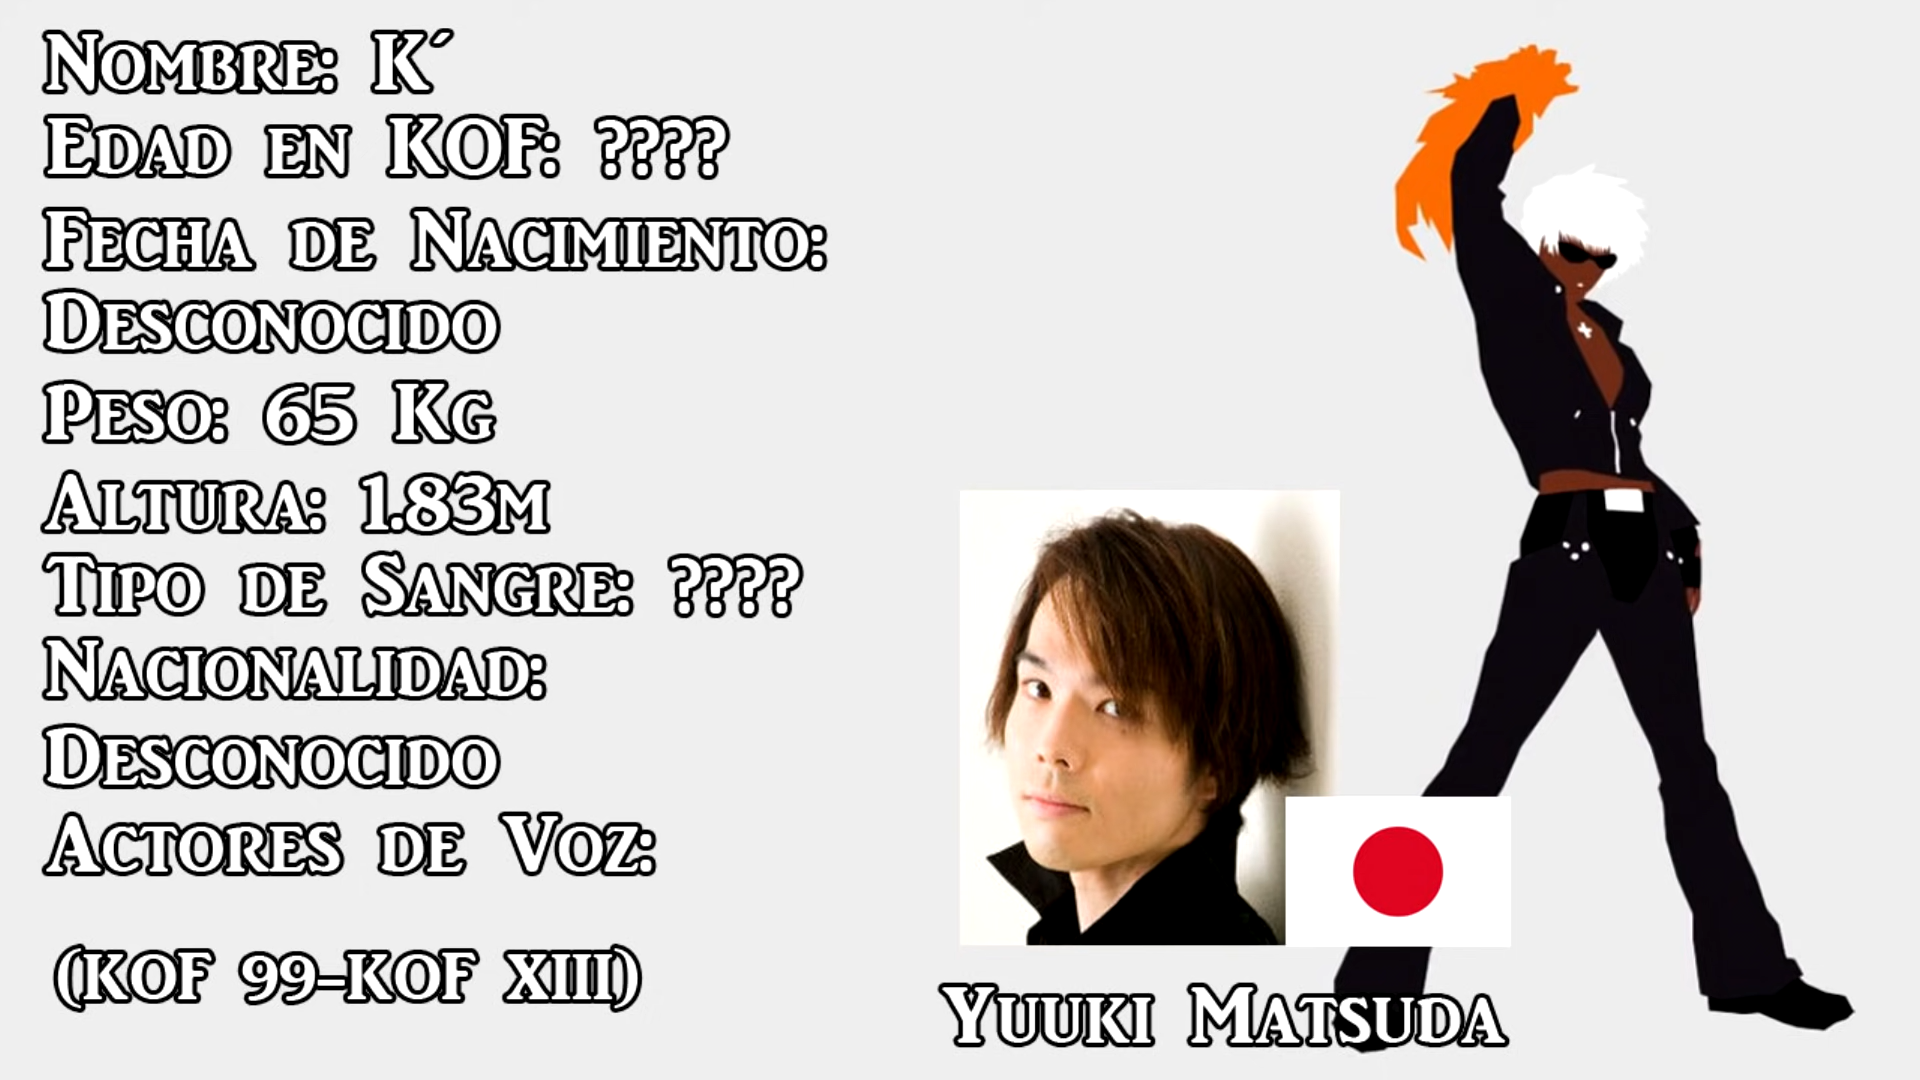 Nombre: K´
Edad en KOF: ????
Fecha de Nacimiento:
Desconocido
Peso: 65 Kg
Altura: 1.83m
Tipo de Sangre: ????
Nacionalidad:
Desconocido
Actores de Voz:
(KOF 99-KOF XIII)
Yuuki Matsuda